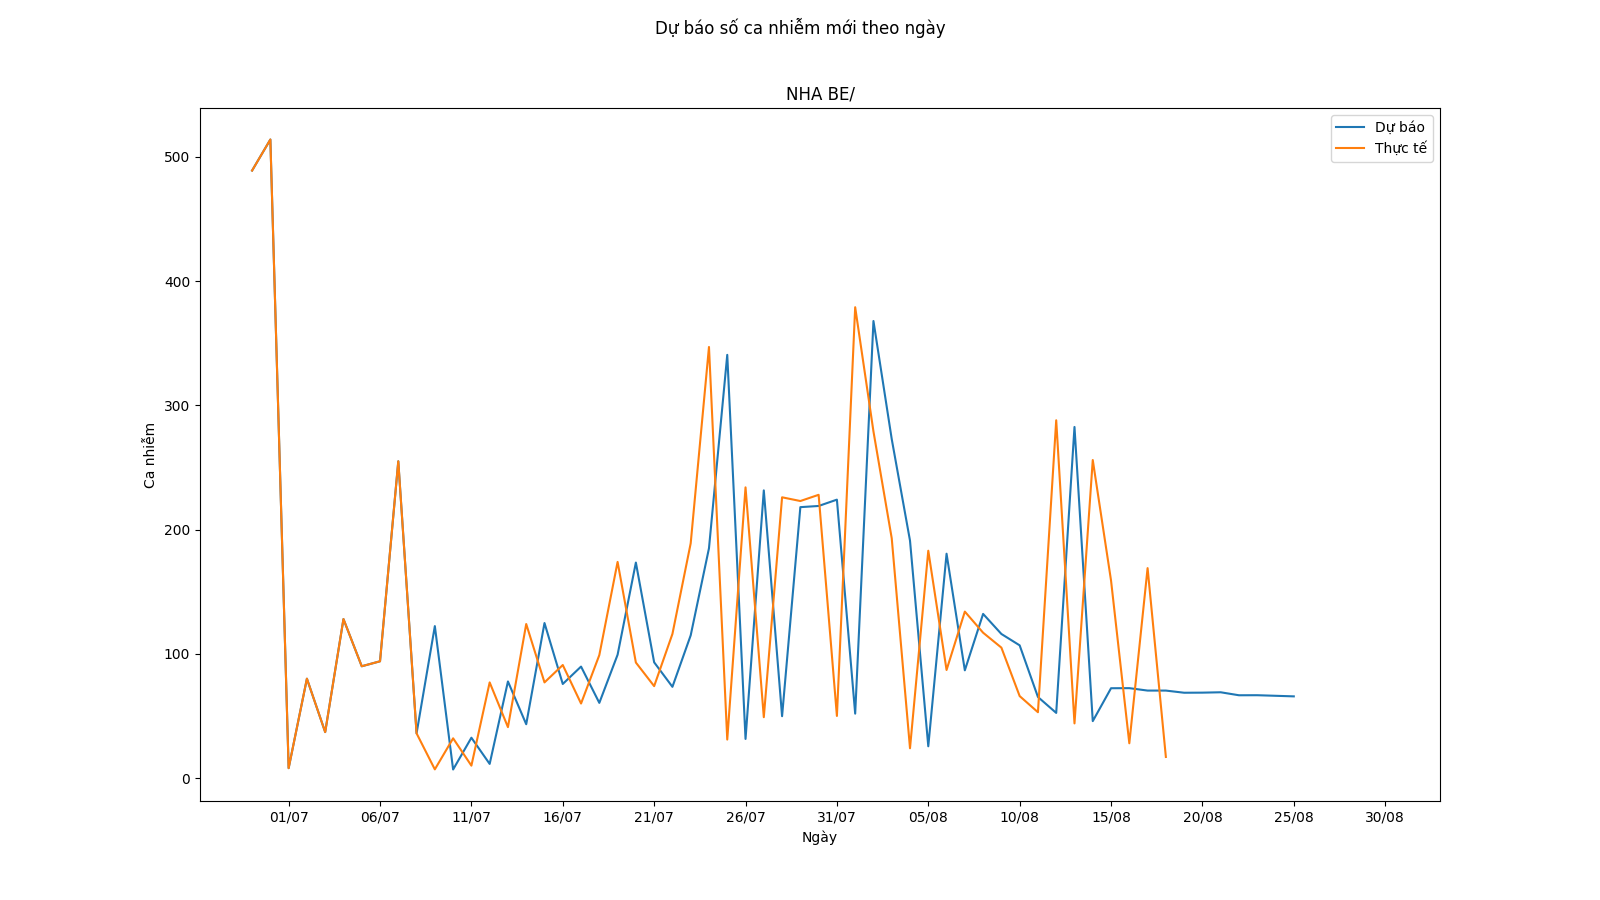 Dự báo số ca nhiễm mới theo ngày
NHA BE/
Dự báo
Thực tế
500
400
300
200
100
0
Ca nhiễm
01/07 06/07 11/07 16/07 21/07 26/07 31/07 05/08 10/08 15/08 20/08 25/08 30/08
Ngày